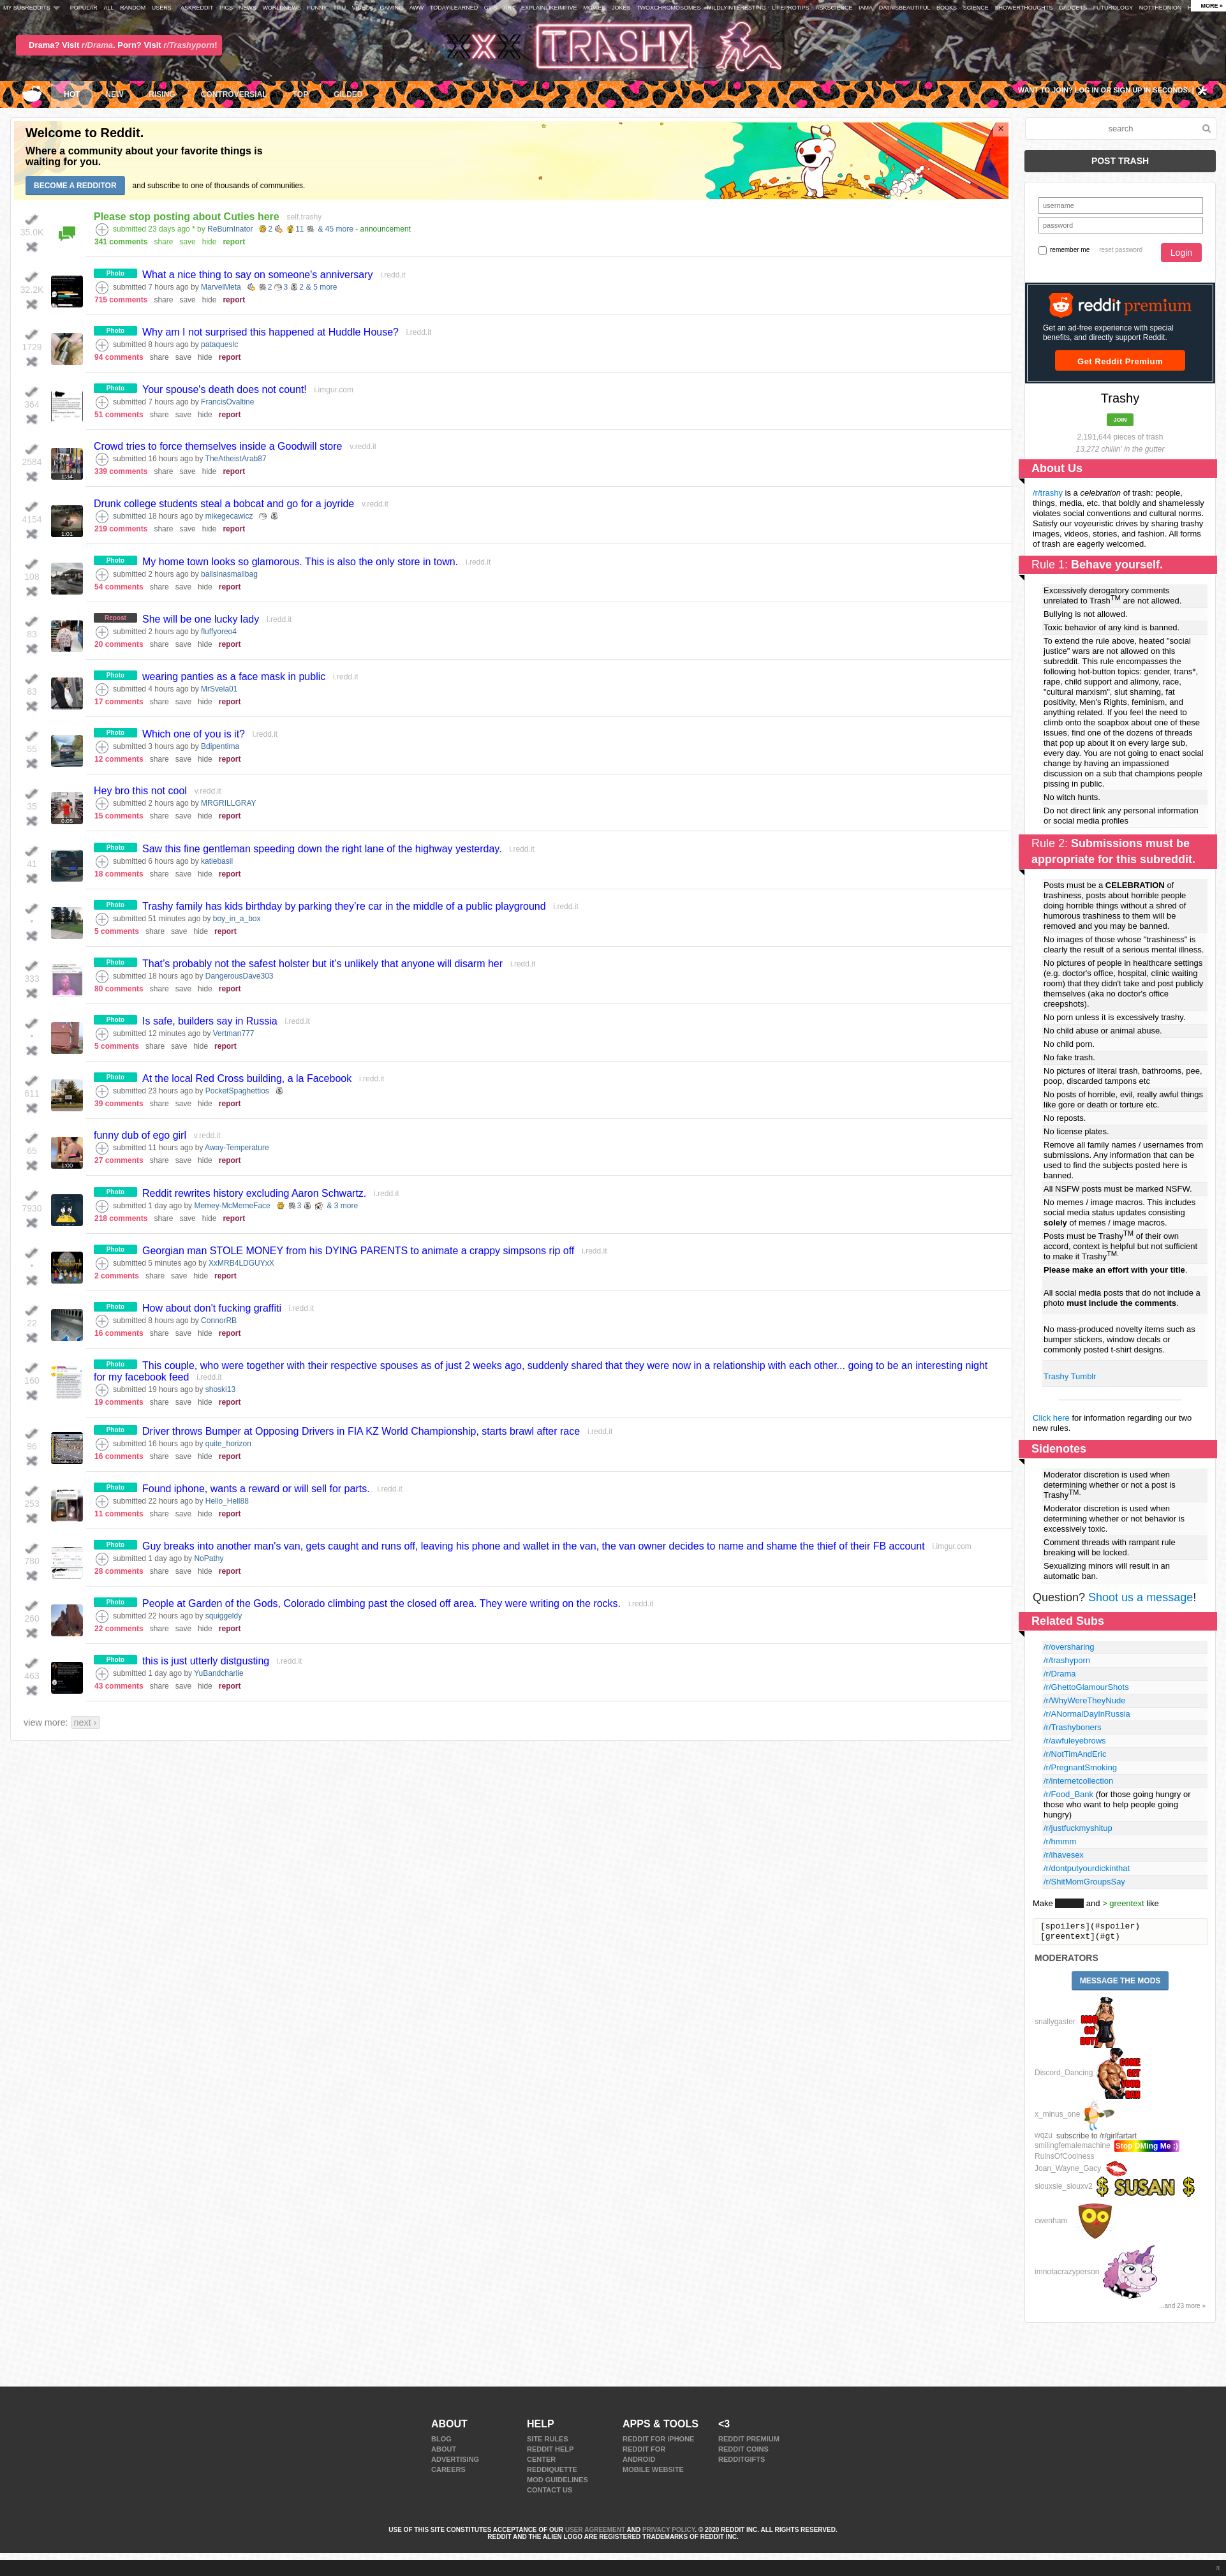 MY SUBREDDITS POPULAR - ALL - RANDOM - USERS | ASKREDDIT - PICS - NEWS - WORLDNEWS - FUNNY - TIFU - VIDEOS - GAMING - AWW - TODAYILEARNED - GIFS - ART - EXPLAINLIKEIMFIVE - MOVIES - JOKES - TWOXCHROMOSOMES - MILDLYINTERESTING - LIFEPROTIPS - ASKSCIENCE - IAMA - DATAISBEAUTIFUL - BOOKS - SCIENCE - SHOWERTHOUGHTS - GADGETS - FUTUROLOGY - NOTTHEONION - MORE »
Drama? Visit r/Drama. Porn? Visit r/Trashyporn!
XXX TRASHY
HOT NEW RISING CONTROVERSIAL TOP GILDED
WANT TO JOIN? LOG IN OR SIGN UP IN SECONDS. |
Welcome to Reddit.
Where a community about your favorite things is
waiting for you.
BECOME A REDDITOR and subscribe to one of thousands of communities.
×
35.0K
Please stop posting about Cuties here self.trashy
submitted 23 days ago * by ReBurnInator 2 11 & 45 more - announcement
341 comments share save hide report
32.2K
Photo What a nice thing to say on someone's anniversary i.redd.it
submitted 7 hours ago by MarvelMeta 2 3 2 & 5 more
715 comments share save hide report
1729
Photo Why am I not surprised this happened at Huddle House? i.redd.it
submitted 8 hours ago by pataqueslc
94 comments share save hide report
364
Photo Your spouse's death does not count! i.imgur.com
submitted 7 hours ago by FrancisOvaltine
51 comments share save hide report
2584
1:34
Crowd tries to force themselves inside a Goodwill store v.redd.it
submitted 16 hours ago by TheAtheistArab87
339 comments share save hide report
4154
1:01
Drunk college students steal a bobcat and go for a joyride v.redd.it
submitted 18 hours ago by mikegecawicz
219 comments share save hide report
108
Photo My home town looks so glamorous. This is also the only store in town. i.redd.it
submitted 2 hours ago by ballsinasmallbag
54 comments share save hide report
83
Repost She will be one lucky lady i.redd.it
submitted 2 hours ago by fluffyoreo4
20 comments share save hide report
83
Photo wearing panties as a face mask in public i.redd.it
submitted 4 hours ago by MrSvela01
17 comments share save hide report
55
Photo Which one of you is it? i.redd.it
submitted 3 hours ago by Bdipentima
12 comments share save hide report
35
0:05
Hey bro this not cool v.redd.it
submitted 2 hours ago by MRGRILLGRAY
15 comments share save hide report
41
Photo Saw this fine gentleman speeding down the right lane of the highway yesterday. i.redd.it
submitted 6 hours ago by katiebasil
18 comments share save hide report
•
Photo Trashy family has kids birthday by parking they're car in the middle of a public playground i.redd.it
submitted 51 minutes ago by boy_in_a_box
5 comments share save hide report
333
Photo That's probably not the safest holster but it's unlikely that anyone will disarm her i.redd.it
submitted 18 hours ago by DangerousDave303
80 comments share save hide report
•
Photo Is safe, builders say in Russia i.redd.it
submitted 12 minutes ago by Vertman777
5 comments share save hide report
611
Photo At the local Red Cross building, a la Facebook i.redd.it
submitted 23 hours ago by PocketSpaghettios
39 comments share save hide report
65
1:00
funny dub of ego girl v.redd.it
submitted 11 hours ago by Away-Temperature
27 comments share save hide report
7930
Photo Reddit rewrites history excluding Aaron Schwartz. i.redd.it
submitted 1 day ago by Memey-McMemeFace 3 & 3 more
218 comments share save hide report
•
Photo Georgian man STOLE MONEY from his DYING PARENTS to animate a crappy simpsons rip off i.redd.it
submitted 5 minutes ago by XxMRB4LDGUYxX
2 comments share save hide report
22
Photo How about don't fucking graffiti i.redd.it
submitted 8 hours ago by ConnorRB
16 comments share save hide report
160
Photo This couple, who were together with their respective spouses as of just 2 weeks ago, suddenly shared that they were now in a relationship with each other... going to be an interesting night
for my facebook feed i.redd.it
submitted 19 hours ago by shoski13
19 comments share save hide report
96
Photo Driver throws Bumper at Opposing Drivers in FIA KZ World Championship, starts brawl after race i.redd.it
submitted 16 hours ago by quite_horizon
16 comments share save hide report
253
Photo Found iphone, wants a reward or will sell for parts. i.redd.it
submitted 22 hours ago by Hello_Hell88
11 comments share save hide report
780
Photo Guy breaks into another man's van, gets caught and runs off, leaving his phone and wallet in the van, the van owner decides to name and shame the thief of their FB account i.imgur.com
submitted 1 day ago by NoPathy
28 comments share save hide report
260
Photo People at Garden of the Gods, Colorado climbing past the closed off area. They were writing on the rocks. i.redd.it
submitted 22 hours ago by squiggeldy
22 comments share save hide report
463
Photo this is just utterly distgusting i.redd.it
submitted 1 day ago by YuBandcharlie
43 comments share save hide report
view more: next ›
search
POST TRASH
username
password
remember me reset password Login
reddit premium
Get an ad-free experience with special
benefits, and directly support Reddit.
Get Reddit Premium
Trashy
JOIN
2,191,644 pieces of trash
13,272 chillin' in the gutter
About Us
/r/trashy is a celebration of trash: people,
things, media, etc. that boldly and shamelessly
violates social conventions and cultural norms.
Satisfy our voyeuristic drives by sharing trashy
images, videos, stories, and fashion. All forms
of trash are eagerly welcomed.
Rule 1: Behave yourself.
Excessively derogatory comments
unrelated to TrashTM are not allowed.
Bullying is not allowed.
Toxic behavior of any kind is banned.
To extend the rule above, heated "social
justice" wars are not allowed on this
subreddit. This rule encompasses the
following hot-button topics: gender, trans*,
rape, child support and alimony, race,
"cultural marxism", slut shaming, fat
positivity, Men's Rights, feminism, and
anything related. If you feel the need to
climb onto the soapbox about one of these
issues, find one of the dozens of threads
that pop up about it on every large sub,
every day. You are not going to enact social
change by having an impassioned
discussion on a sub that champions people
pissing in public.
No witch hunts.
Do not direct link any personal information
or social media profiles
Rule 2: Submissions must be
appropriate for this subreddit.
Posts must be a CELEBRATION of
trashiness, posts about horrible people
doing horrible things without a shred of
humorous trashiness to them will be
removed and you may be banned.
No images of those whose "trashiness" is
clearly the result of a serious mental illness.
No pictures of people in healthcare settings
(e.g. doctor's office, hospital, clinic waiting
room) that they didn't take and post publicly
themselves (aka no doctor's office
creepshots).
No porn unless it is excessively trashy.
No child abuse or animal abuse.
No child porn.
No fake trash.
No pictures of literal trash, bathrooms, pee,
poop, discarded tampons etc
No posts of horrible, evil, really awful things
like gore or death or torture etc.
No reposts.
No license plates.
Remove all family names / usernames from
submissions. Any information that can be
used to find the subjects posted here is
banned.
All NSFW posts must be marked NSFW.
No memes / image macros. This includes
social media status updates consisting
solely of memes / image macros.
Posts must be TrashyTM of their own
accord, context is helpful but not sufficient
to make it TrashyTM.
Please make an effort with your title.
All social media posts that do not include a
photo must include the comments.
No mass-produced novelty items such as
bumper stickers, window decals or
commonly posted t-shirt designs.
Trashy Tumblr
Click here for information regarding our two
new rules.
Sidenotes
Moderator discretion is used when
determining whether or not a post is
TrashyTM.
Moderator discretion is used when
determining whether or not behavior is
excessively toxic.
Comment threads with rampant rule
breaking will be locked.
Sexualizing minors will result in an
automatic ban.
Question? Shoot us a message!
Related Subs
/r/oversharing
/r/trashyporn
/r/Drama
/r/GhettoGlamourShots
/r/WhyWereTheyNude
/r/ANormalDayInRussia
/r/Trashyboners
/r/awfuleyebrows
/r/NotTimAndEric
/r/PregnantSmoking
/r/internetcollection
/r/Food_Bank (for those going hungry or
those who want to help people going
hungry)
/r/justfuckmyshitup
/r/hmmm
/r/ihavesex
/r/dontputyourdickinthat
/r/ShitMomGroupsSay
Make and > greentext like
[spoilers](#spoiler)
[greentext](#gt)
MODERATORS
MESSAGE THE MODS
snallygaster
Discord_Dancing COME GET YOUR BAN
x_minus_one
wqzu subscribe to /r/girlfartart
smilingfemalemachine Stop DMing Me :)
RuinsOfCoolness
Joan_Wayne_Gacy
siouxsie_siouxv2 $ SUSAN $
cwenham
imnotacrazyperson
...and 23 more »
ABOUT
BLOG
ABOUT
ADVERTISING
CAREERS
HELP
SITE RULES
REDDIT HELP
CENTER
REDDIQUETTE
MOD GUIDELINES
CONTACT US
APPS & TOOLS
REDDIT FOR IPHONE
REDDIT FOR
ANDROID
MOBILE WEBSITE
<3
REDDIT PREMIUM
REDDIT COINS
REDDITGIFTS
USE OF THIS SITE CONSTITUTES ACCEPTANCE OF OUR USER AGREEMENT AND PRIVACY POLICY. © 2020 REDDIT INC. ALL RIGHTS RESERVED.
REDDIT AND THE ALIEN LOGO ARE REGISTERED TRADEMARKS OF REDDIT INC.
π